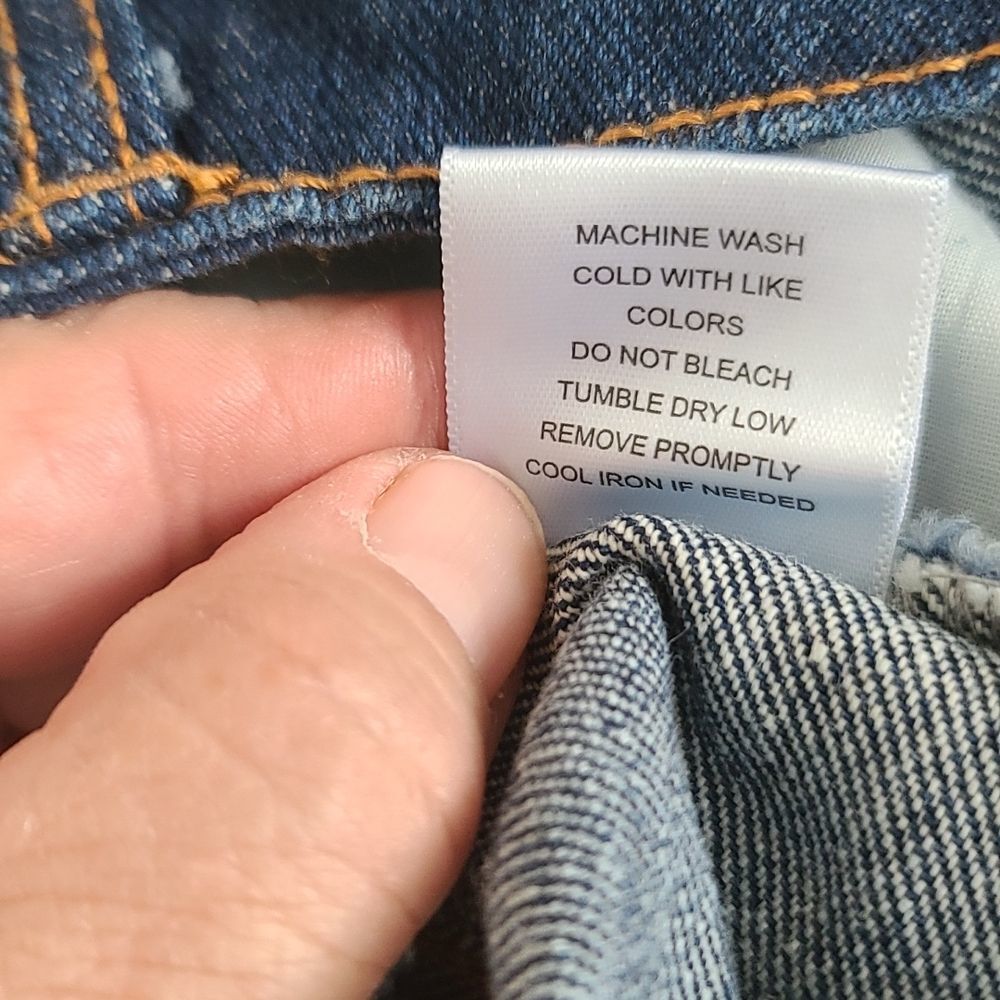 MACHINE WASH
COLD WITH LIKE
COLORS
DO NOT BLEACH
TUMBLE DRY LOW
REMOVE PROMPTLY
COOL IRON IF NEEDED